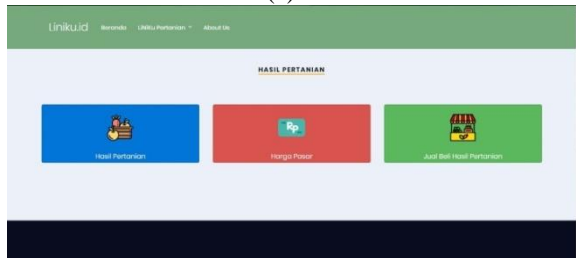 Liniku.id Beranda LiNiku Pertanian About Us
HASIL PERTANIAN
Rp
Hasil Pertanian
Harga Pasar
Jual Beli Hasil Pertanian